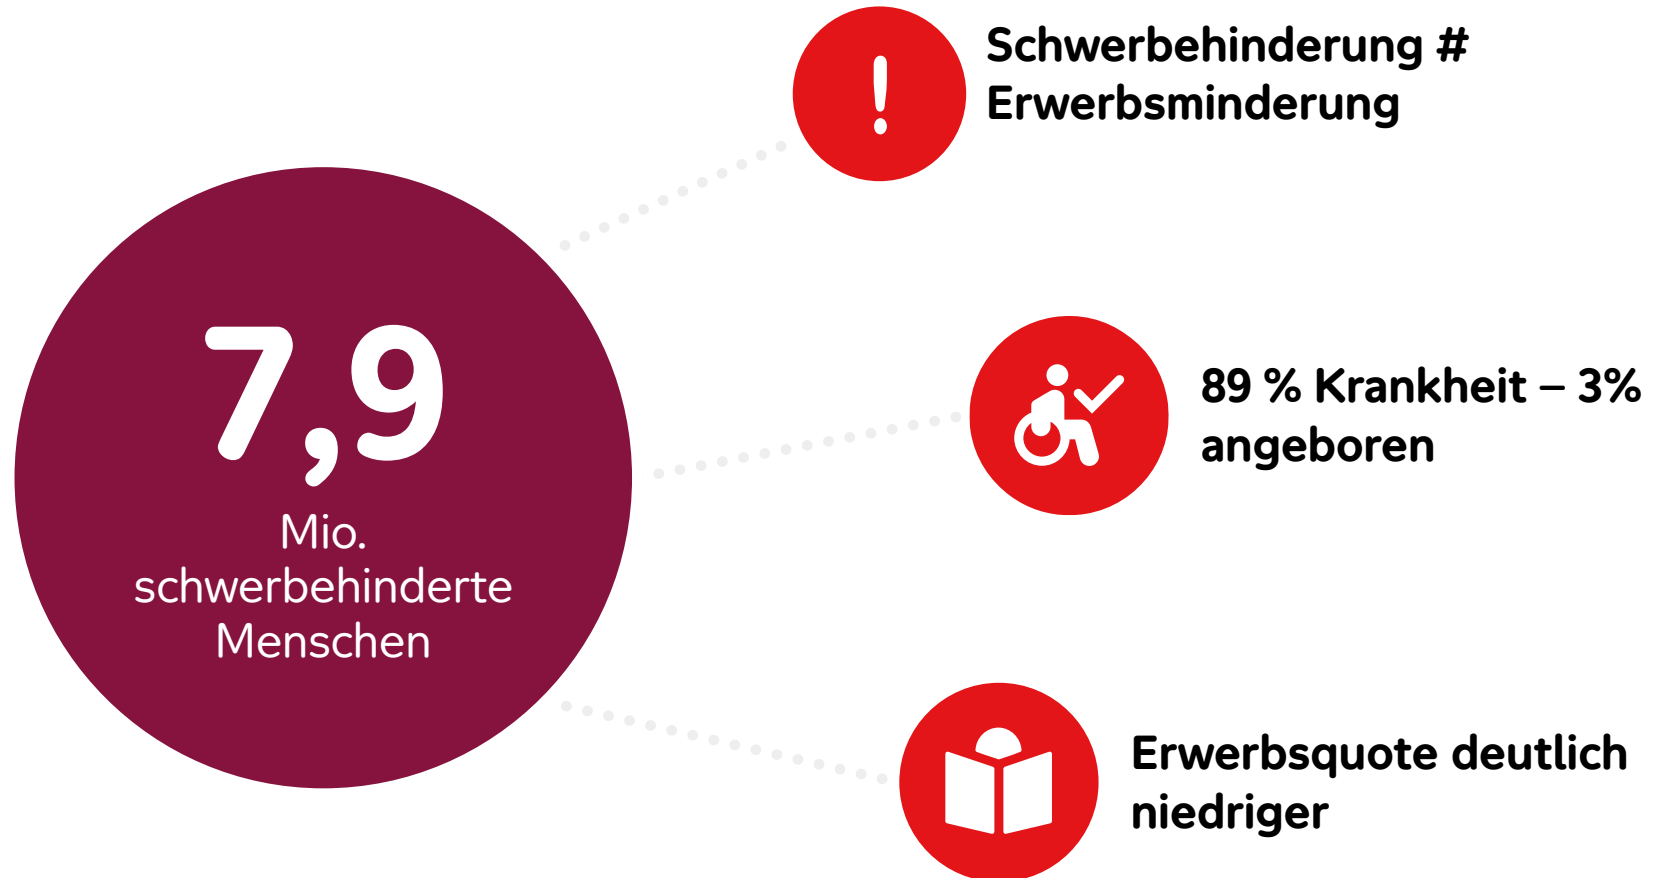 Schwerbehinderung #
Erwerbsminderung
7,9
Mio.
schwerbehinderte
Menschen
89 % Krankheit – 3%
angeboren
Erwerbsquote deutlich
niedriger